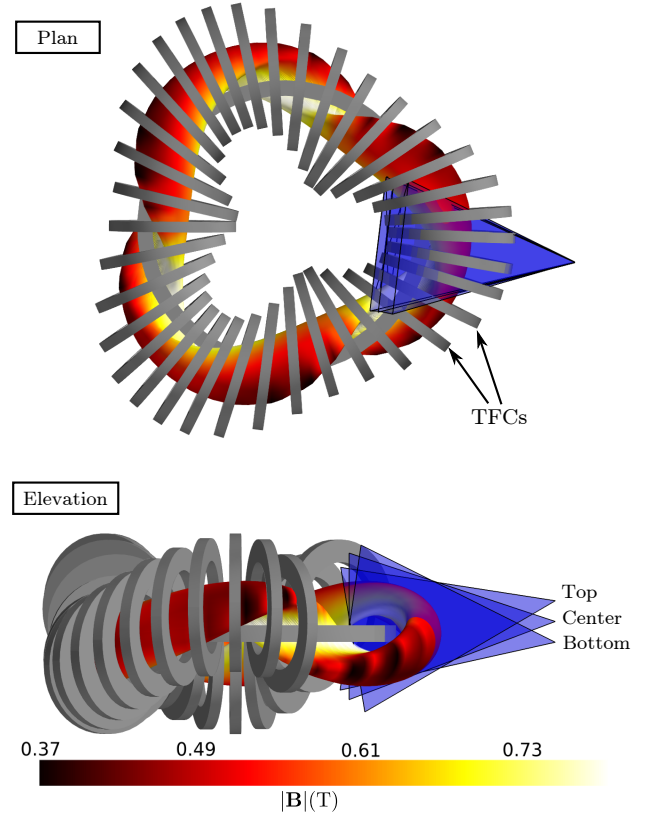 Plan
TFCs
Elevation
Top
Center
Bottom
0.37 0.49 0.61 0.73
|B|(T)